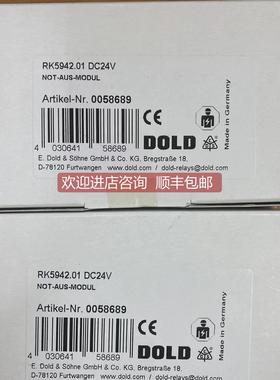 RK5942.01 DC24V
NOT-AUS-MODUL
Artikel-Nr. 0058689
DOLD
Made in Germany
4 030641 58689
E. Dold & Söhne GmbH & Co. KG, Bregstraße 18,
D-78120 Furtwangen www.dold.com / dold-relays@dold.com
欢迎进店咨询 顺丰包邮
RK5942.01 DC24V
NOT-AUS-MODUL
Artikel-Nr. 0058689
DOLD
Made in Germany
4 030641 58689
E. Dold & Söhne GmbH & Co. KG, Bregstraße 18,
D-78120 Furtwangen www.dold.com / dold-relays@dold.com